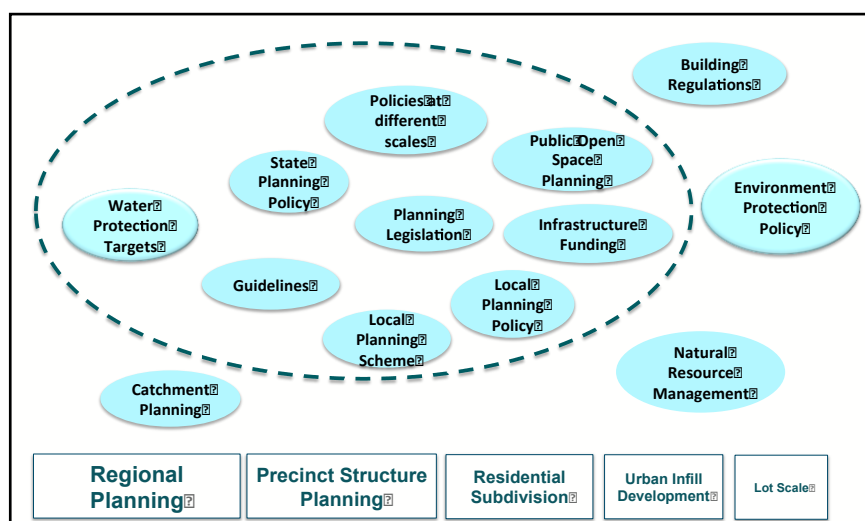 Building
Regulations
Policies at
different
scales
Public Open
Space
Planning
State
Planning
Policy
Environment
Protection
Policy
Water
Protection
Targets
Planning
Legislation
Infrastructure
Funding
Guidelines
Local
Planning
Policy
Local
Planning
Scheme
Natural
Resource
Management
Catchment
Planning
Regional
Planning
Precinct Structure
Planning
Residential
Subdivision
Urban Infill
Development
Lot Scale